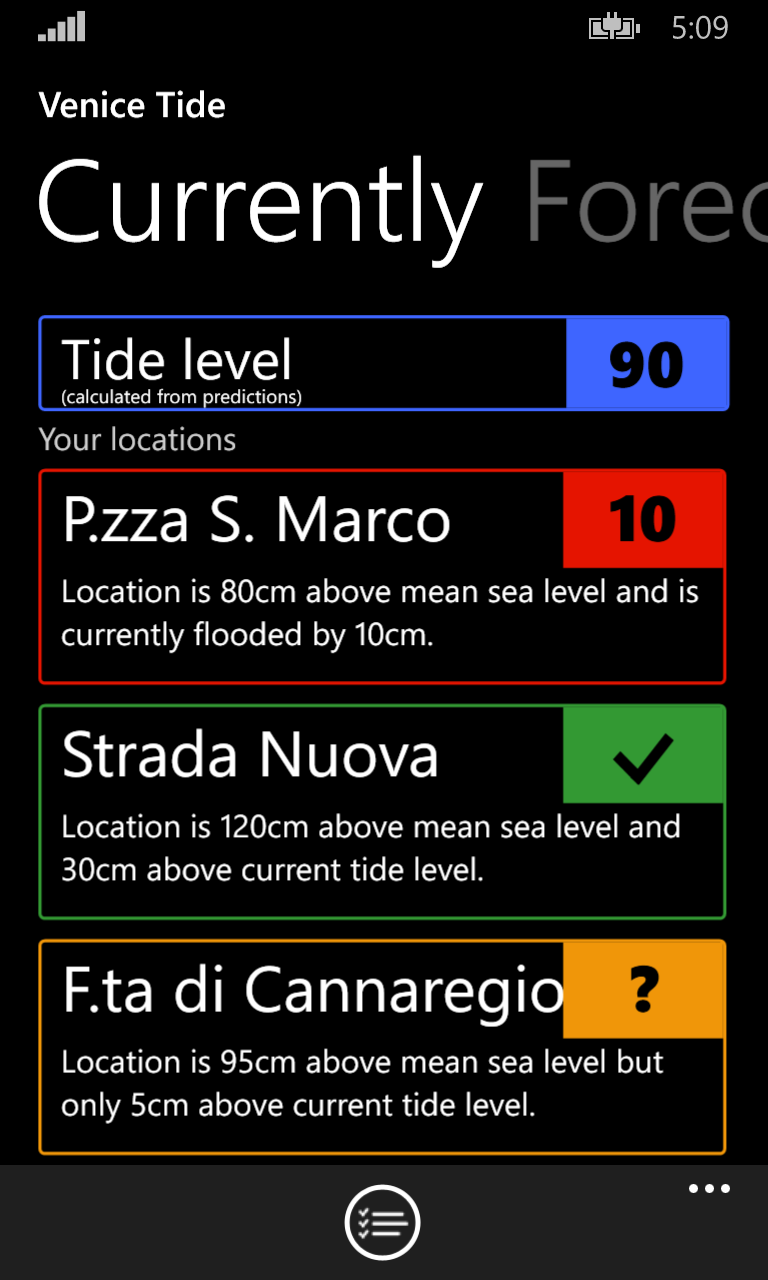 5:09
Venice Tide
Currently Forec
Tide level 90
(calculated from predictions)
Your locations
P.zza S. Marco 10
Location is 80cm above mean sea level and is
currently flooded by 10cm.
Strada Nuova
Location is 120cm above mean sea level and
30cm above current tide level.
F.ta di Cannaregio ?
Location is 95cm above mean sea level but
only 5cm above current tide level.